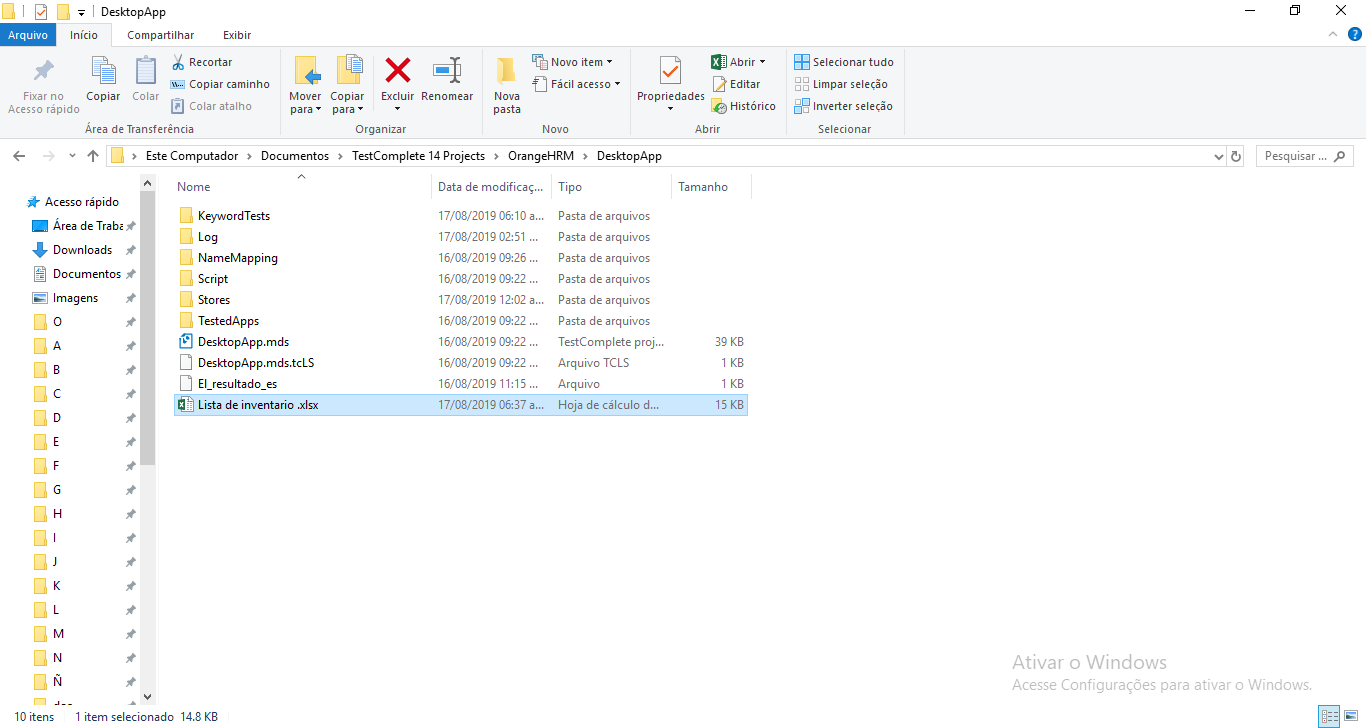 DesktopApp
Arquivo Início Compartilhar Exibir
Fixar no Acesso rápido
Copiar
Colar
Recortar
Copiar caminho
Colar atalho
Área de Transferência
Mover para
Copiar para
Excluir
Renomear
Organizar
Nova pasta
Novo item
Fácil acesso
Novo
Propriedades
Abrir
Editar
Histórico
Abrir
Selecionar tudo
Limpar seleção
Inverter seleção
Selecionar
Este Computador > Documentos > TestComplete 14 Projects > OrangeHRM > DesktopApp
Pesquisar ...
Acesso rápido
Área de Traba
Downloads
Documentos
Imagens
O
A
B
C
D
E
F
G
H
I
J
K
L
M
N
Ñ
Nome Data de modificaç... Tipo Tamanho
KeywordTests 17/08/2019 06:10 a... Pasta de arquivos
Log 17/08/2019 02:51 ... Pasta de arquivos
NameMapping 16/08/2019 09:26 ... Pasta de arquivos
Script 16/08/2019 09:22 ... Pasta de arquivos
Stores 17/08/2019 12:02 a... Pasta de arquivos
TestedApps 16/08/2019 09:22 ... Pasta de arquivos
DesktopApp.mds 16/08/2019 09:22 ... TestComplete proj... 39 KB
DesktopApp.mds.tcLS 16/08/2019 09:22 ... Arquivo TCLS 1 KB
El_resultado_es 16/08/2019 11:15 ... Arquivo 1 KB
Lista de inventario .xlsx 17/08/2019 06:37 a... Hoja de cálculo d... 15 KB
Ativar o Windows
Acesse Configurações para ativar o Windows.
10 itens 1 item selecionado 14.8 KB